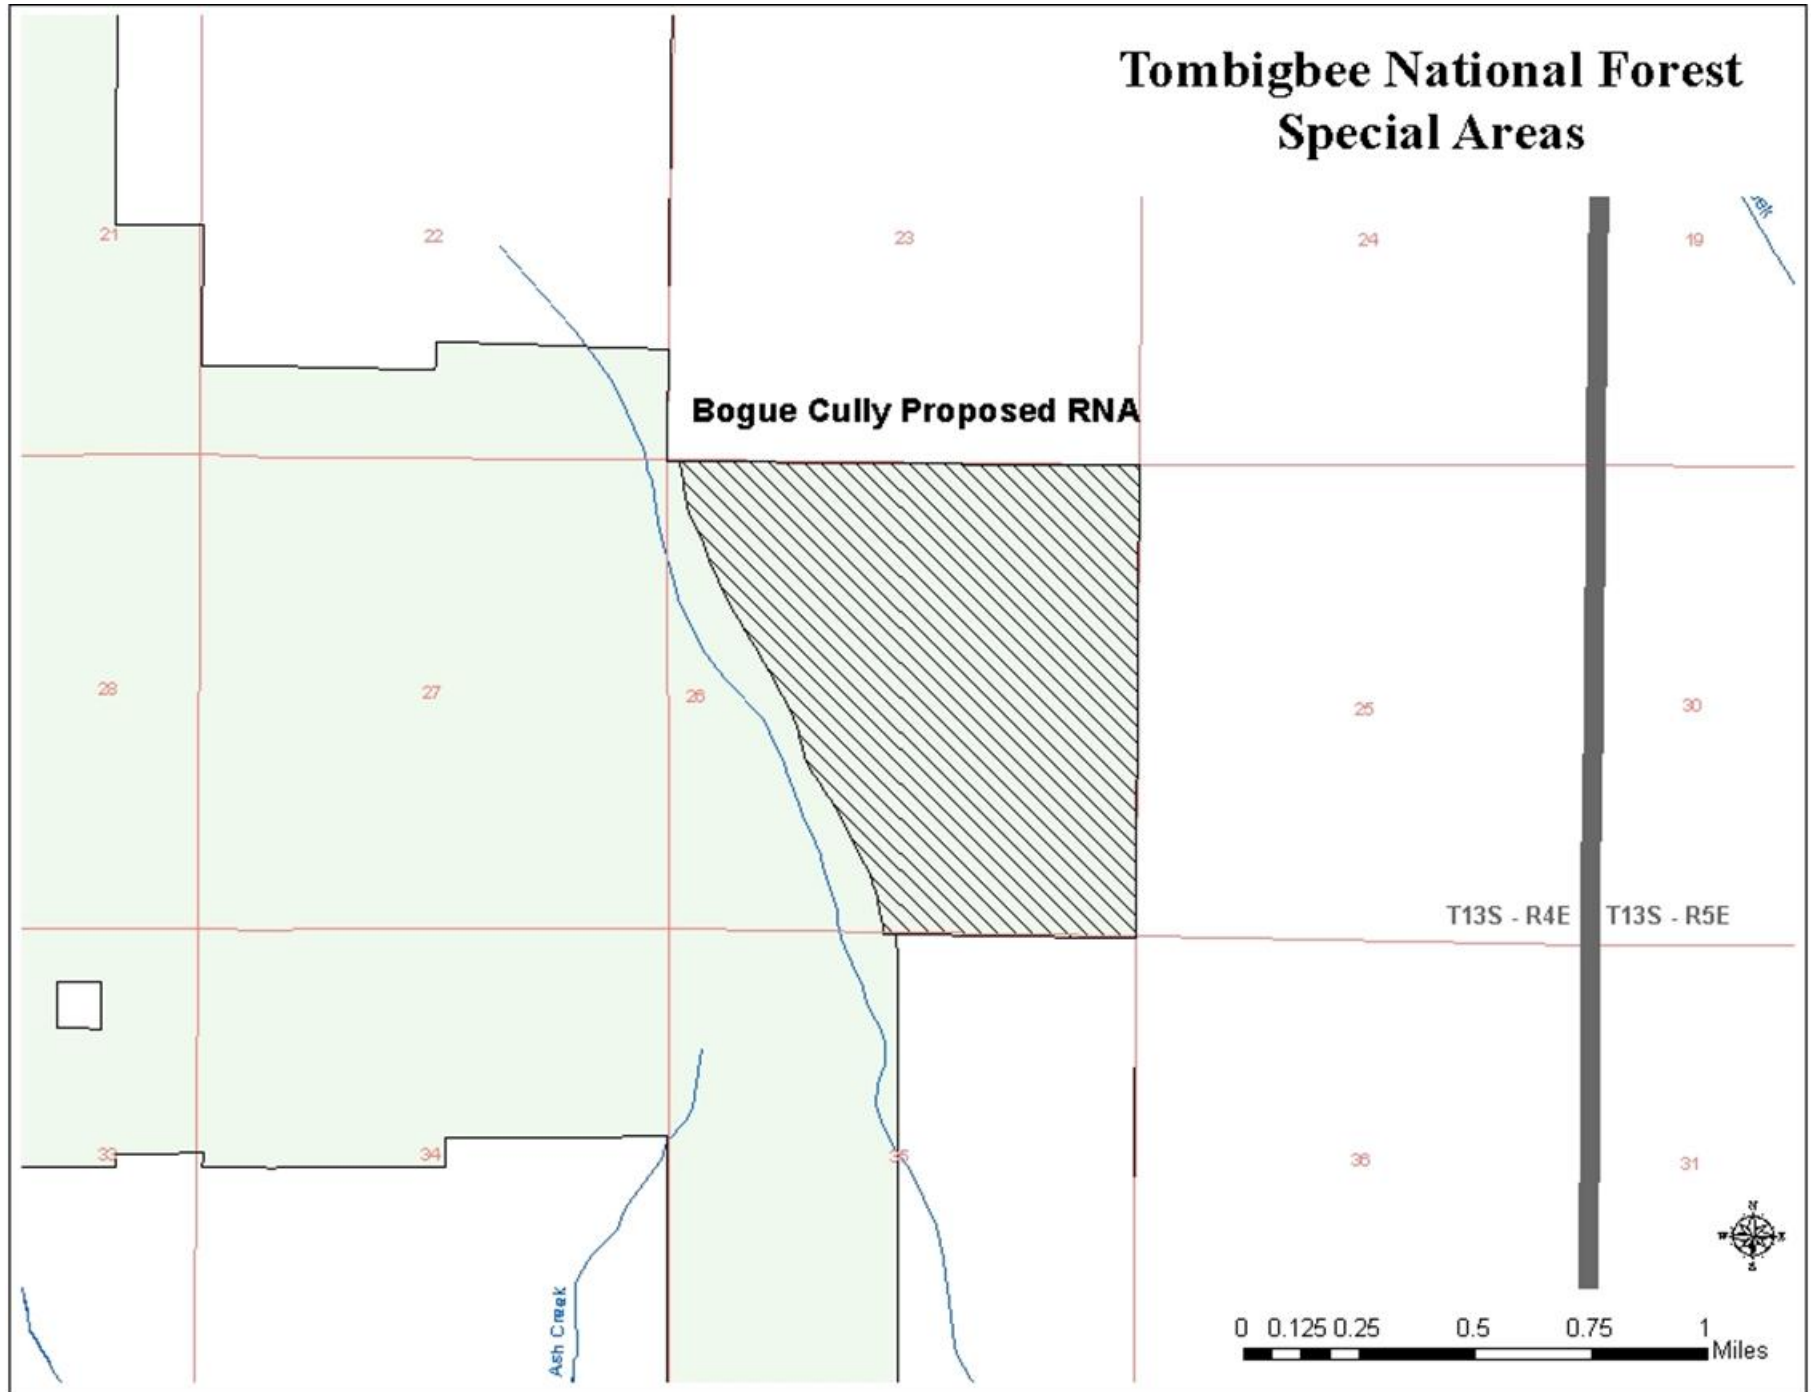 Tombigbee National Forest
Special Areas
ek
21
22
23
24
19
Bogue Cully Proposed RNA
28
27
26
25
30
T13S - R4E
T13S - R5E
33
34
35
36
31
N
W
E
S
Ash Creek
0 0.125 0.25 0.5 0.75 1
Miles